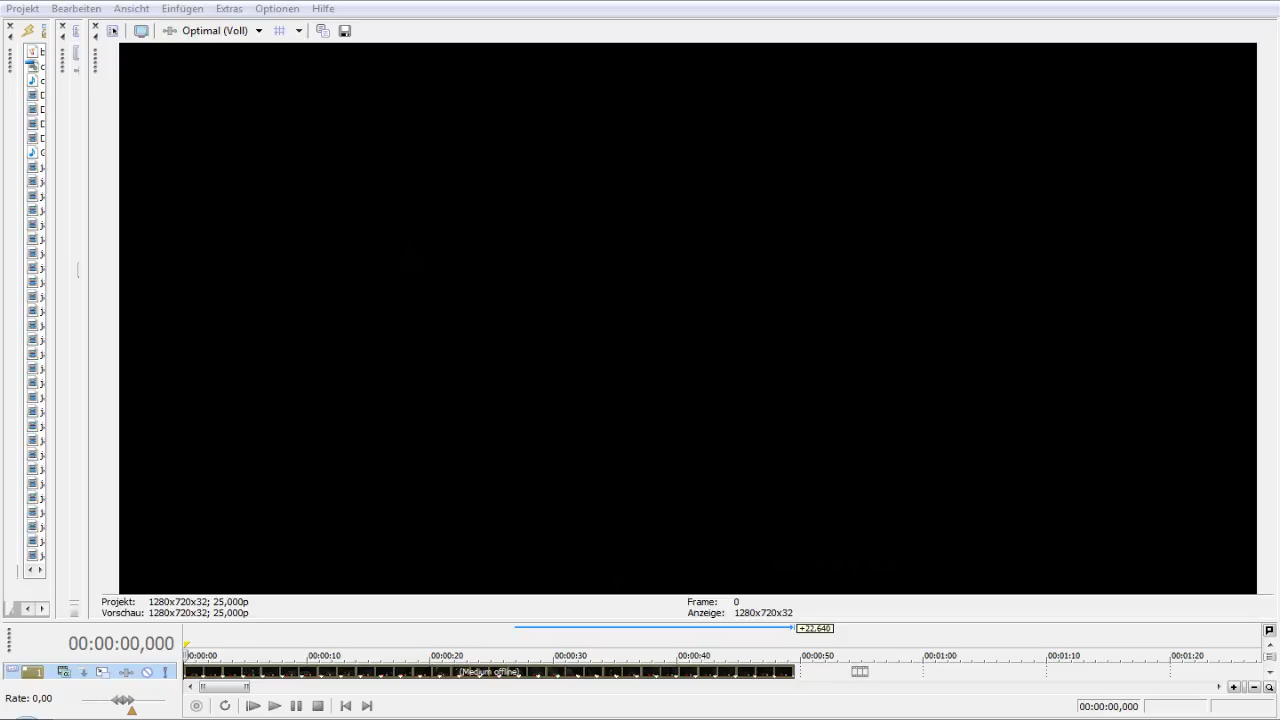 Projekt Bearbeiten Ansicht Einfügen Extras Optionen Hilfe
Optimal (Voll)
Projekt: 1280x720x32; 25,000p Frame: 0
Vorschau: 1280x720x32; 25,000p Anzeige: 1280x720x32
+22,640
00:00:00,000
00:00:00 00:00:10 00:00:20 00:00:30 00:00:40 00:00:50 00:01:00 00:01:10 00:01:20
1 (Medium offline)
Rate: 0,00
00:00:00,000